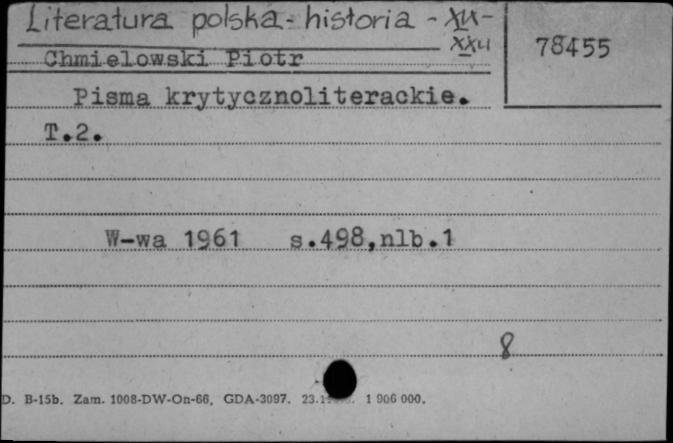 Literatura polska - historia - XIX-
XXw
78455
Chmielowski Piotr
Pisma krytycznoliterackie.
T.2.
W-wa 1961 s.498,nlb.1
8
D. B-15b. Zam. 1008-DW-On-66, GDA-3097. 1 906 000.